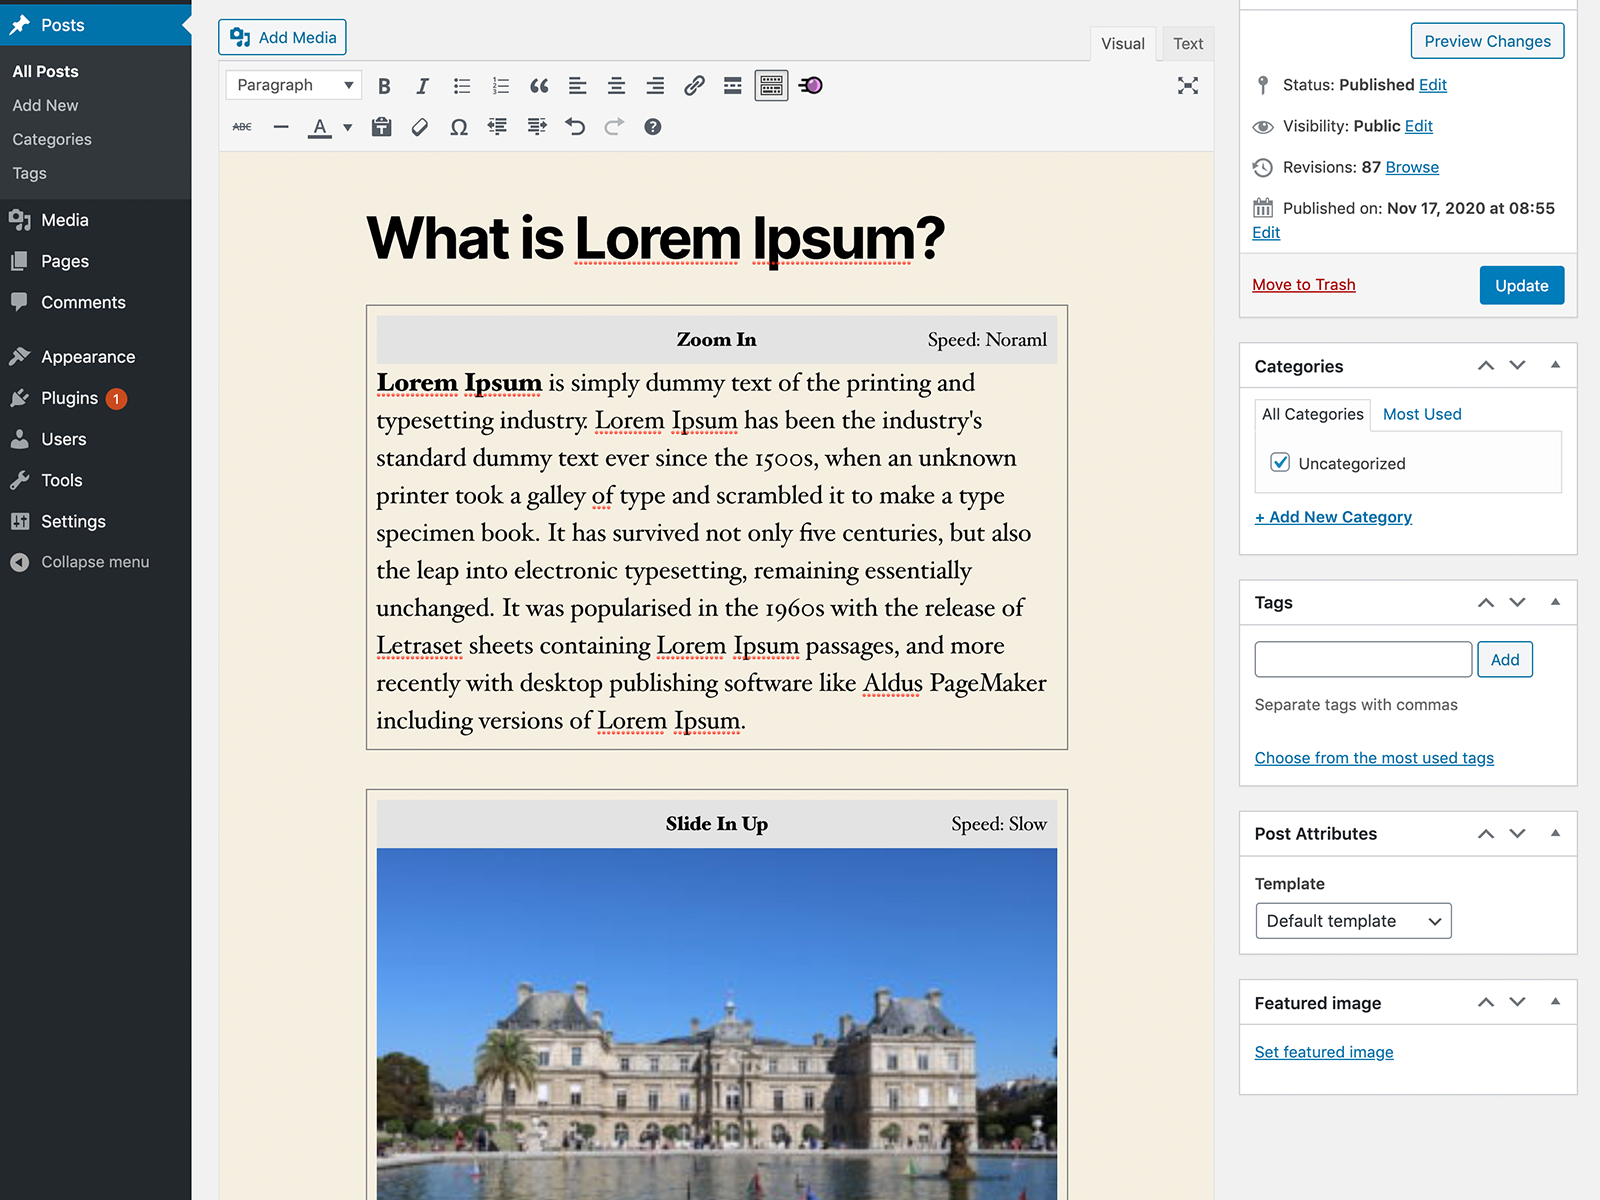 Posts
All Posts
Add New
Categories
Tags
Media
Pages
Comments
Appearance
Plugins 1
Users
Tools
Settings
Collapse menu
Add Media
Visual
Text
Paragraph
B I
ABC A Ω ?
What is Lorem Ipsum?
Zoom In
Speed: Noraml
Lorem Ipsum is simply dummy text of the printing and
typesetting industry. Lorem Ipsum has been the industry's
standard dummy text ever since the 1500s, when an unknown
printer took a galley of type and scrambled it to make a type
specimen book. It has survived not only five centuries, but also
the leap into electronic typesetting, remaining essentially
unchanged. It was popularised in the 1960s with the release of
Letraset sheets containing Lorem Ipsum passages, and more
recently with desktop publishing software like Aldus PageMaker
including versions of Lorem Ipsum.
Slide In Up
Speed: Slow
Preview Changes
Status: Published Edit
Visibility: Public Edit
Revisions: 87 Browse
Published on: Nov 17, 2020 at 08:55
Edit
Move to Trash
Update
Categories
All Categories
Most Used
Uncategorized
+ Add New Category
Tags
Add
Separate tags with commas
Choose from the most used tags
Post Attributes
Template
Default template
Featured image
Set featured image